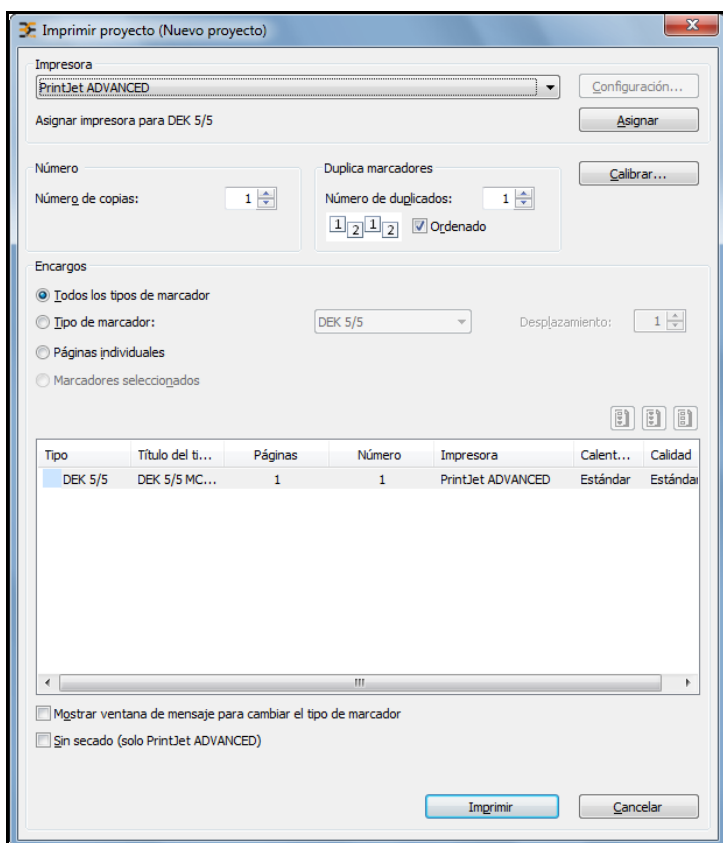 Imprimir proyecto (Nuevo proyecto)
Impresora
PrintJet ADVANCED
Configuración...
Asignar impresora para DEK 5/5
Asignar
Número
Duplica marcadores
Calibrar...
Número de copias: 1
Número de duplicados: 1
1 2 1 2 Ordenado
Encargos
Todos los tipos de marcador
Tipo de marcador: DEK 5/5 Desplazamiento: 1
Páginas individuales
Marcadores seleccionados
Tipo Título del ti... Páginas Número Impresora Calent... Calidad
DEK 5/5 DEK 5/5 MC... 1 1 PrintJet ADVANCED Estándar Estándar
Mostrar ventana de mensaje para cambiar el tipo de marcador
Sin secado (solo PrintJet ADVANCED)
Imprimir Cancelar